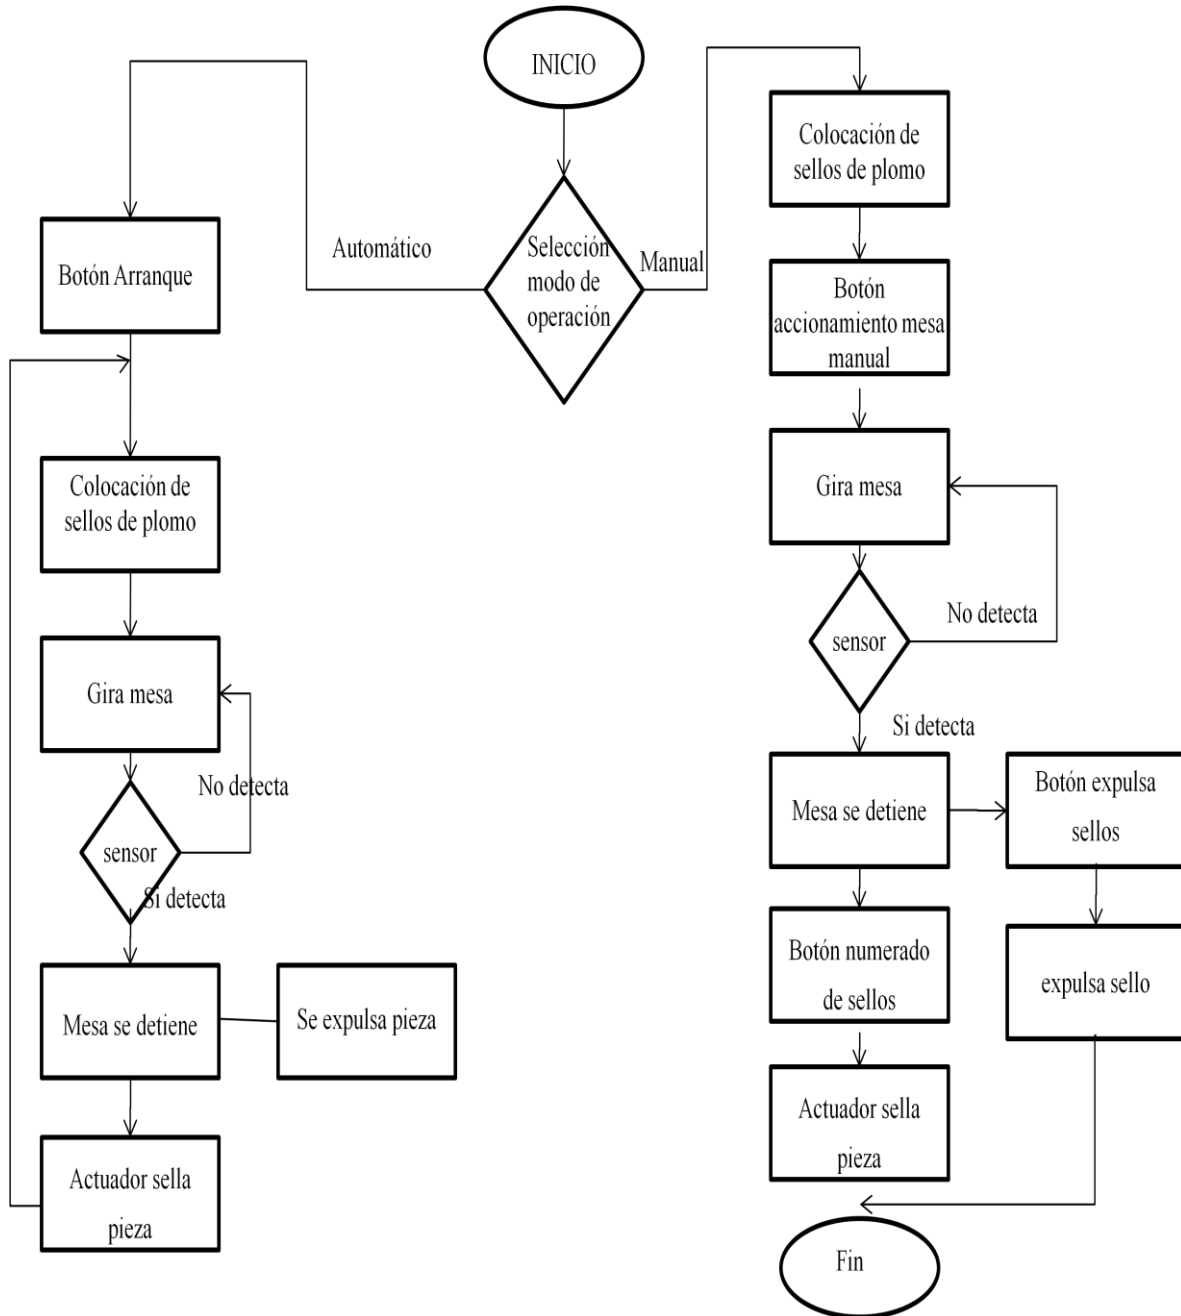 INICIO
Selección
modo de
operación
Automático
Manual
Botón Arranque
Colocación de
sellos de plomo
Gira mesa
No detecta
sensor
Si detecta
Mesa se detiene
Se expulsa pieza
Actuador sella
pieza
Colocación de
sellos de plomo
Botón
accionamiento mesa
manual
Gira mesa
No detecta
sensor
Si detecta
Mesa se detiene
Botón expulsa
sellos
Botón numerado
de sellos
expulsa sello
Actuador sella
pieza
Fin